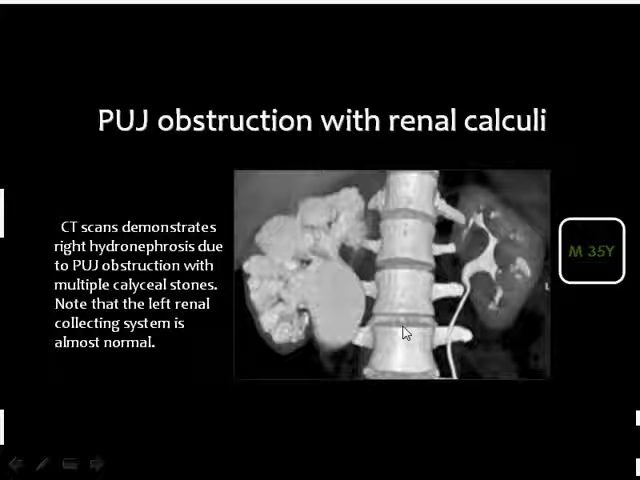 PUJ obstruction with renal calculi
CT scans demonstrates
right hydronephrosis due
to PUJ obstruction with
multiple calyceal stones.
Note that the left renal
collecting system is
almost normal.
M 35Y
L